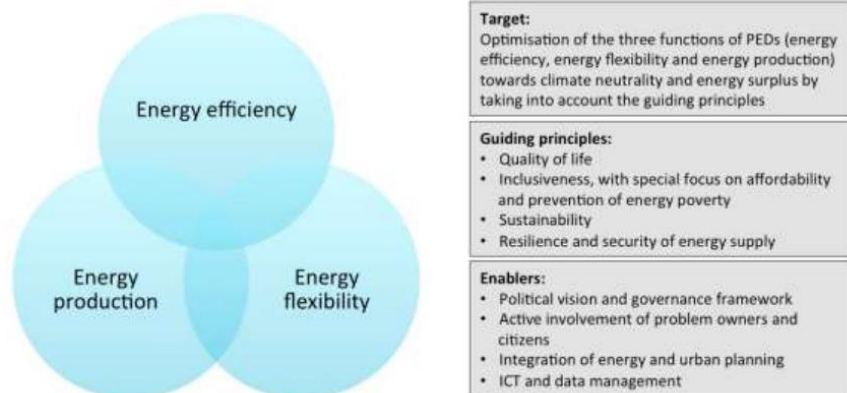 Energy efficiency
Energy
production
Energy
flexibility
Target:
Optimisation of the three functions of PEDs (energy
efficiency, energy flexibility and energy production)
towards climate neutrality and energy surplus by
taking into account the guiding principles
Guiding principles:
• Quality of life
• Inclusiveness, with special focus on affordability
and prevention of energy poverty
• Sustainability
• Resilience and security of energy supply
Enablers:
• Political vision and governance framework
• Active involvement of problem owners and
citizens
• Integration of energy and urban planning
• ICT and data management